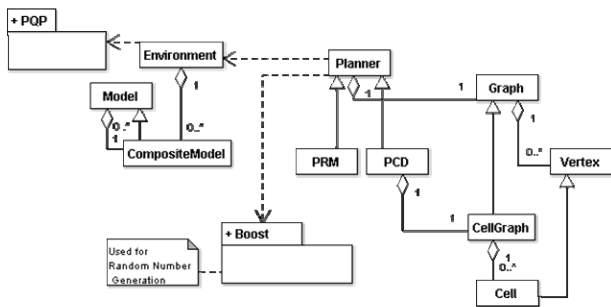 + PQP
Environment
Planner
1
Model
1
1
Graph
0..*
1
0..*
1
CompositeModel
PRM
PCD
0..*
Vertex
1
+ Boost
1
CellGraph
Used for
Random Number
Generation
1
0..*
Cell